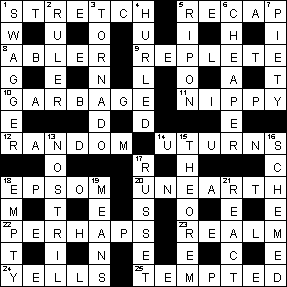 1 2 3 4 5 6 7
S T R E T C H R E C A P
W U O U I H I
8 9
A B L E R R E P L E T E
G E N L O A T
10 11
G A R B A G E N I P P Y
E D D E
12 13 14 15 16
R A N D O M U T U R N S
17
O R H C
18 19 20 21
E P S O M U N E A R T H
M T E S O E E
22 23
P E R H A P S R E A L M
T I N E E C E
24 25
Y E L L S T E M P T E D